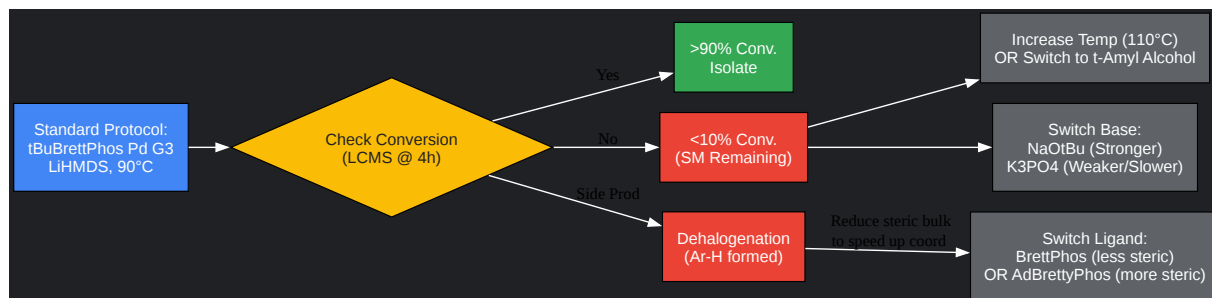 Standard Protocol:
tBuBrettPhos Pd G3
LiHMDS, 90°C
Check Conversion
(LCMS @ 4h)
Yes
>90% Conv.
Isolate
No
<10% Conv.
(SM Remaining)
Increase Temp (110°C)
OR Switch to t-Amyl Alcohol
Switch Base:
NaOtBu (Stronger)
K3PO4 (Weaker/Slower)
Side Prod
Dehalogenation
(Ar-H formed)
Reduce steric bulk
to speed up coord
Switch Ligand:
BrettPhos (less steric)
OR AdBrettyPhos (more steric)